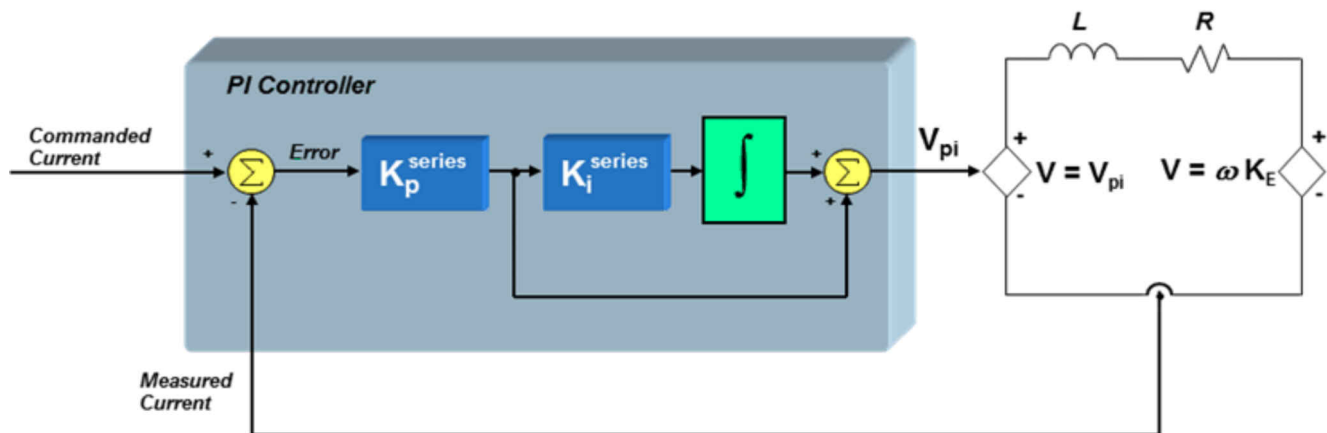 L
R
PI Controller
Commanded
Current
+
Σ
-
Error
K_p^series
K_i^series
∫
+
Σ
+
V_pi
+
-
V = V_pi
V = ω K_E
+
-
Measured
Current